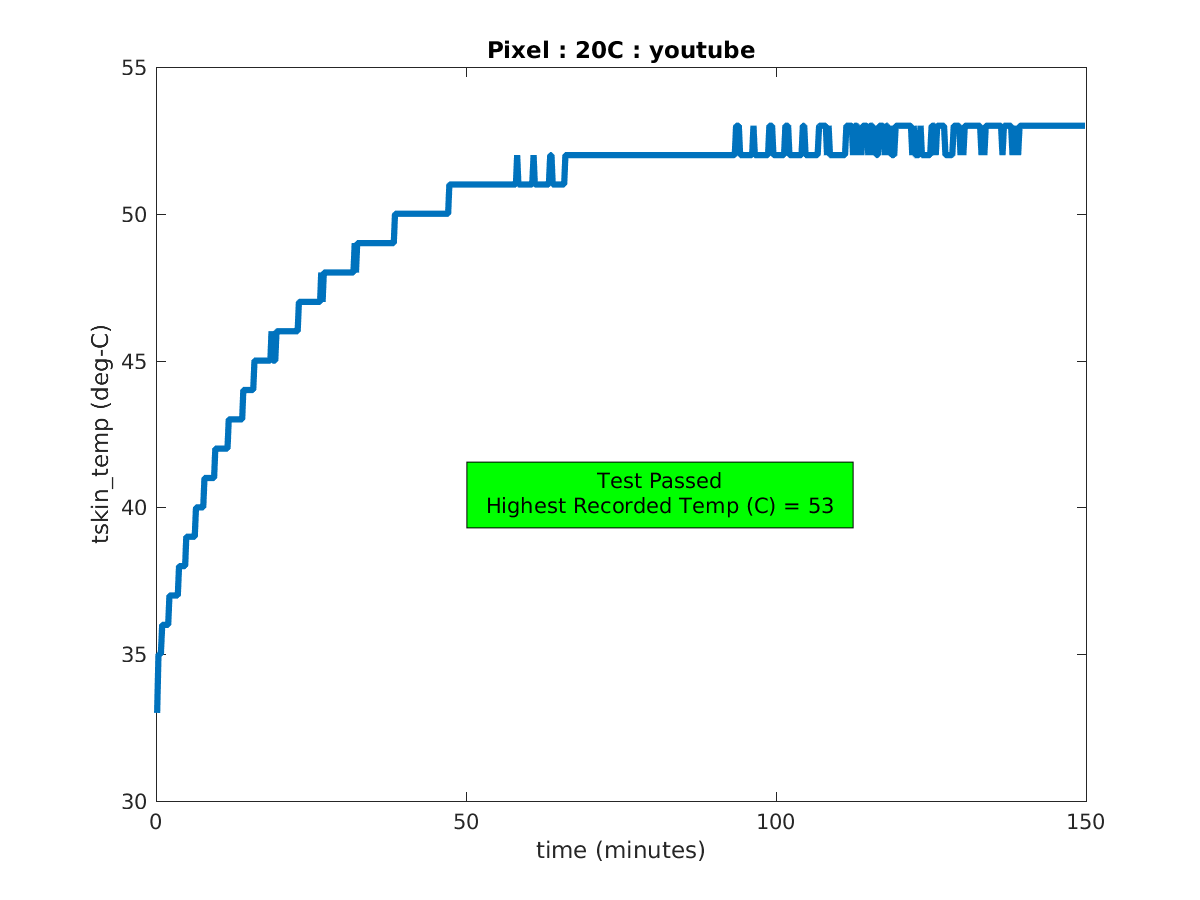 Pixel : 20C : youtube
55
50
45
40
35
30
tskin_temp (deg-C)
Test Passed
Highest Recorded Temp (C) = 53
0
50
100
150
time (minutes)